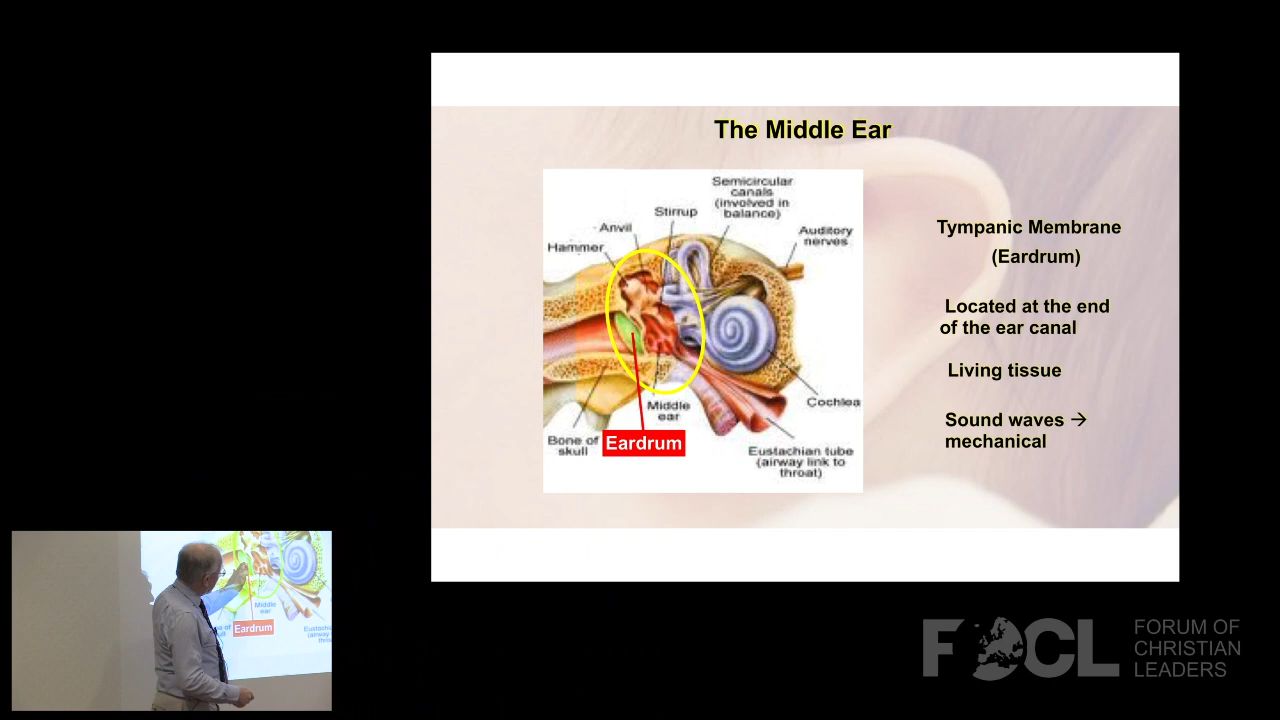 The Middle Ear
Semicircular
canals
(involved in
balance)
Stirrup
Anvil
Hammer
Auditory
nerves
Middle
ear
Cochlea
Bone of
skull
Eardrum
Eustachian tube
(airway link to
throat)
Tympanic Membrane
(Eardrum)
Located at the end
of the ear canal
Living tissue
Sound waves →
mechanical
Middle
ear
Eardrum
FOCL
FORUM OF
CHRISTIAN
LEADERS